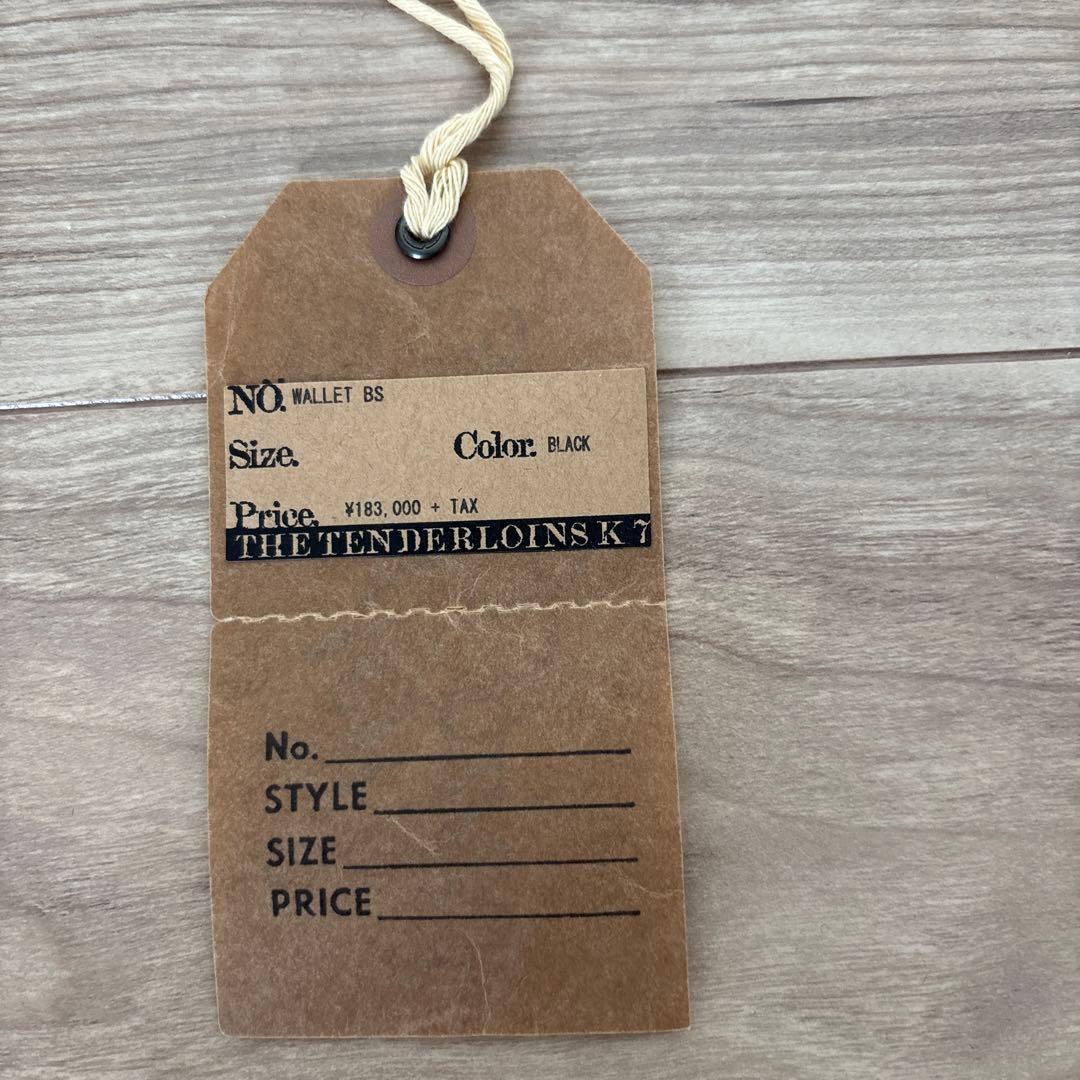 NO. WALLET BS
Size. Color. BLACK
Price. ¥183,000 + TAX
THE TENDERLOINS K 7
No.
STYLE
SIZE
PRICE